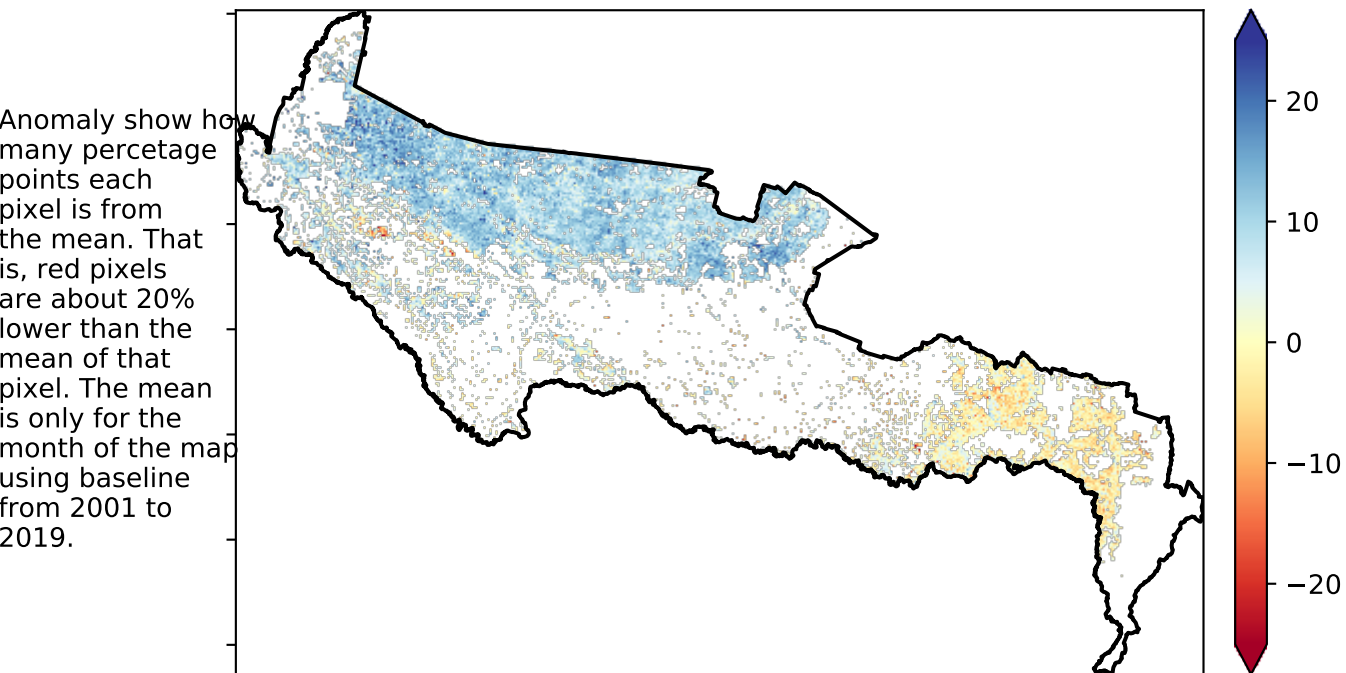 Anomaly show how
many percetage
points each
pixel is from
the mean. That
is, red pixels
are about 20%
lower than the
mean of that
pixel. The mean
is only for the
month of the map
using baseline
from 2001 to
2019.
20
10
0
−10
−20